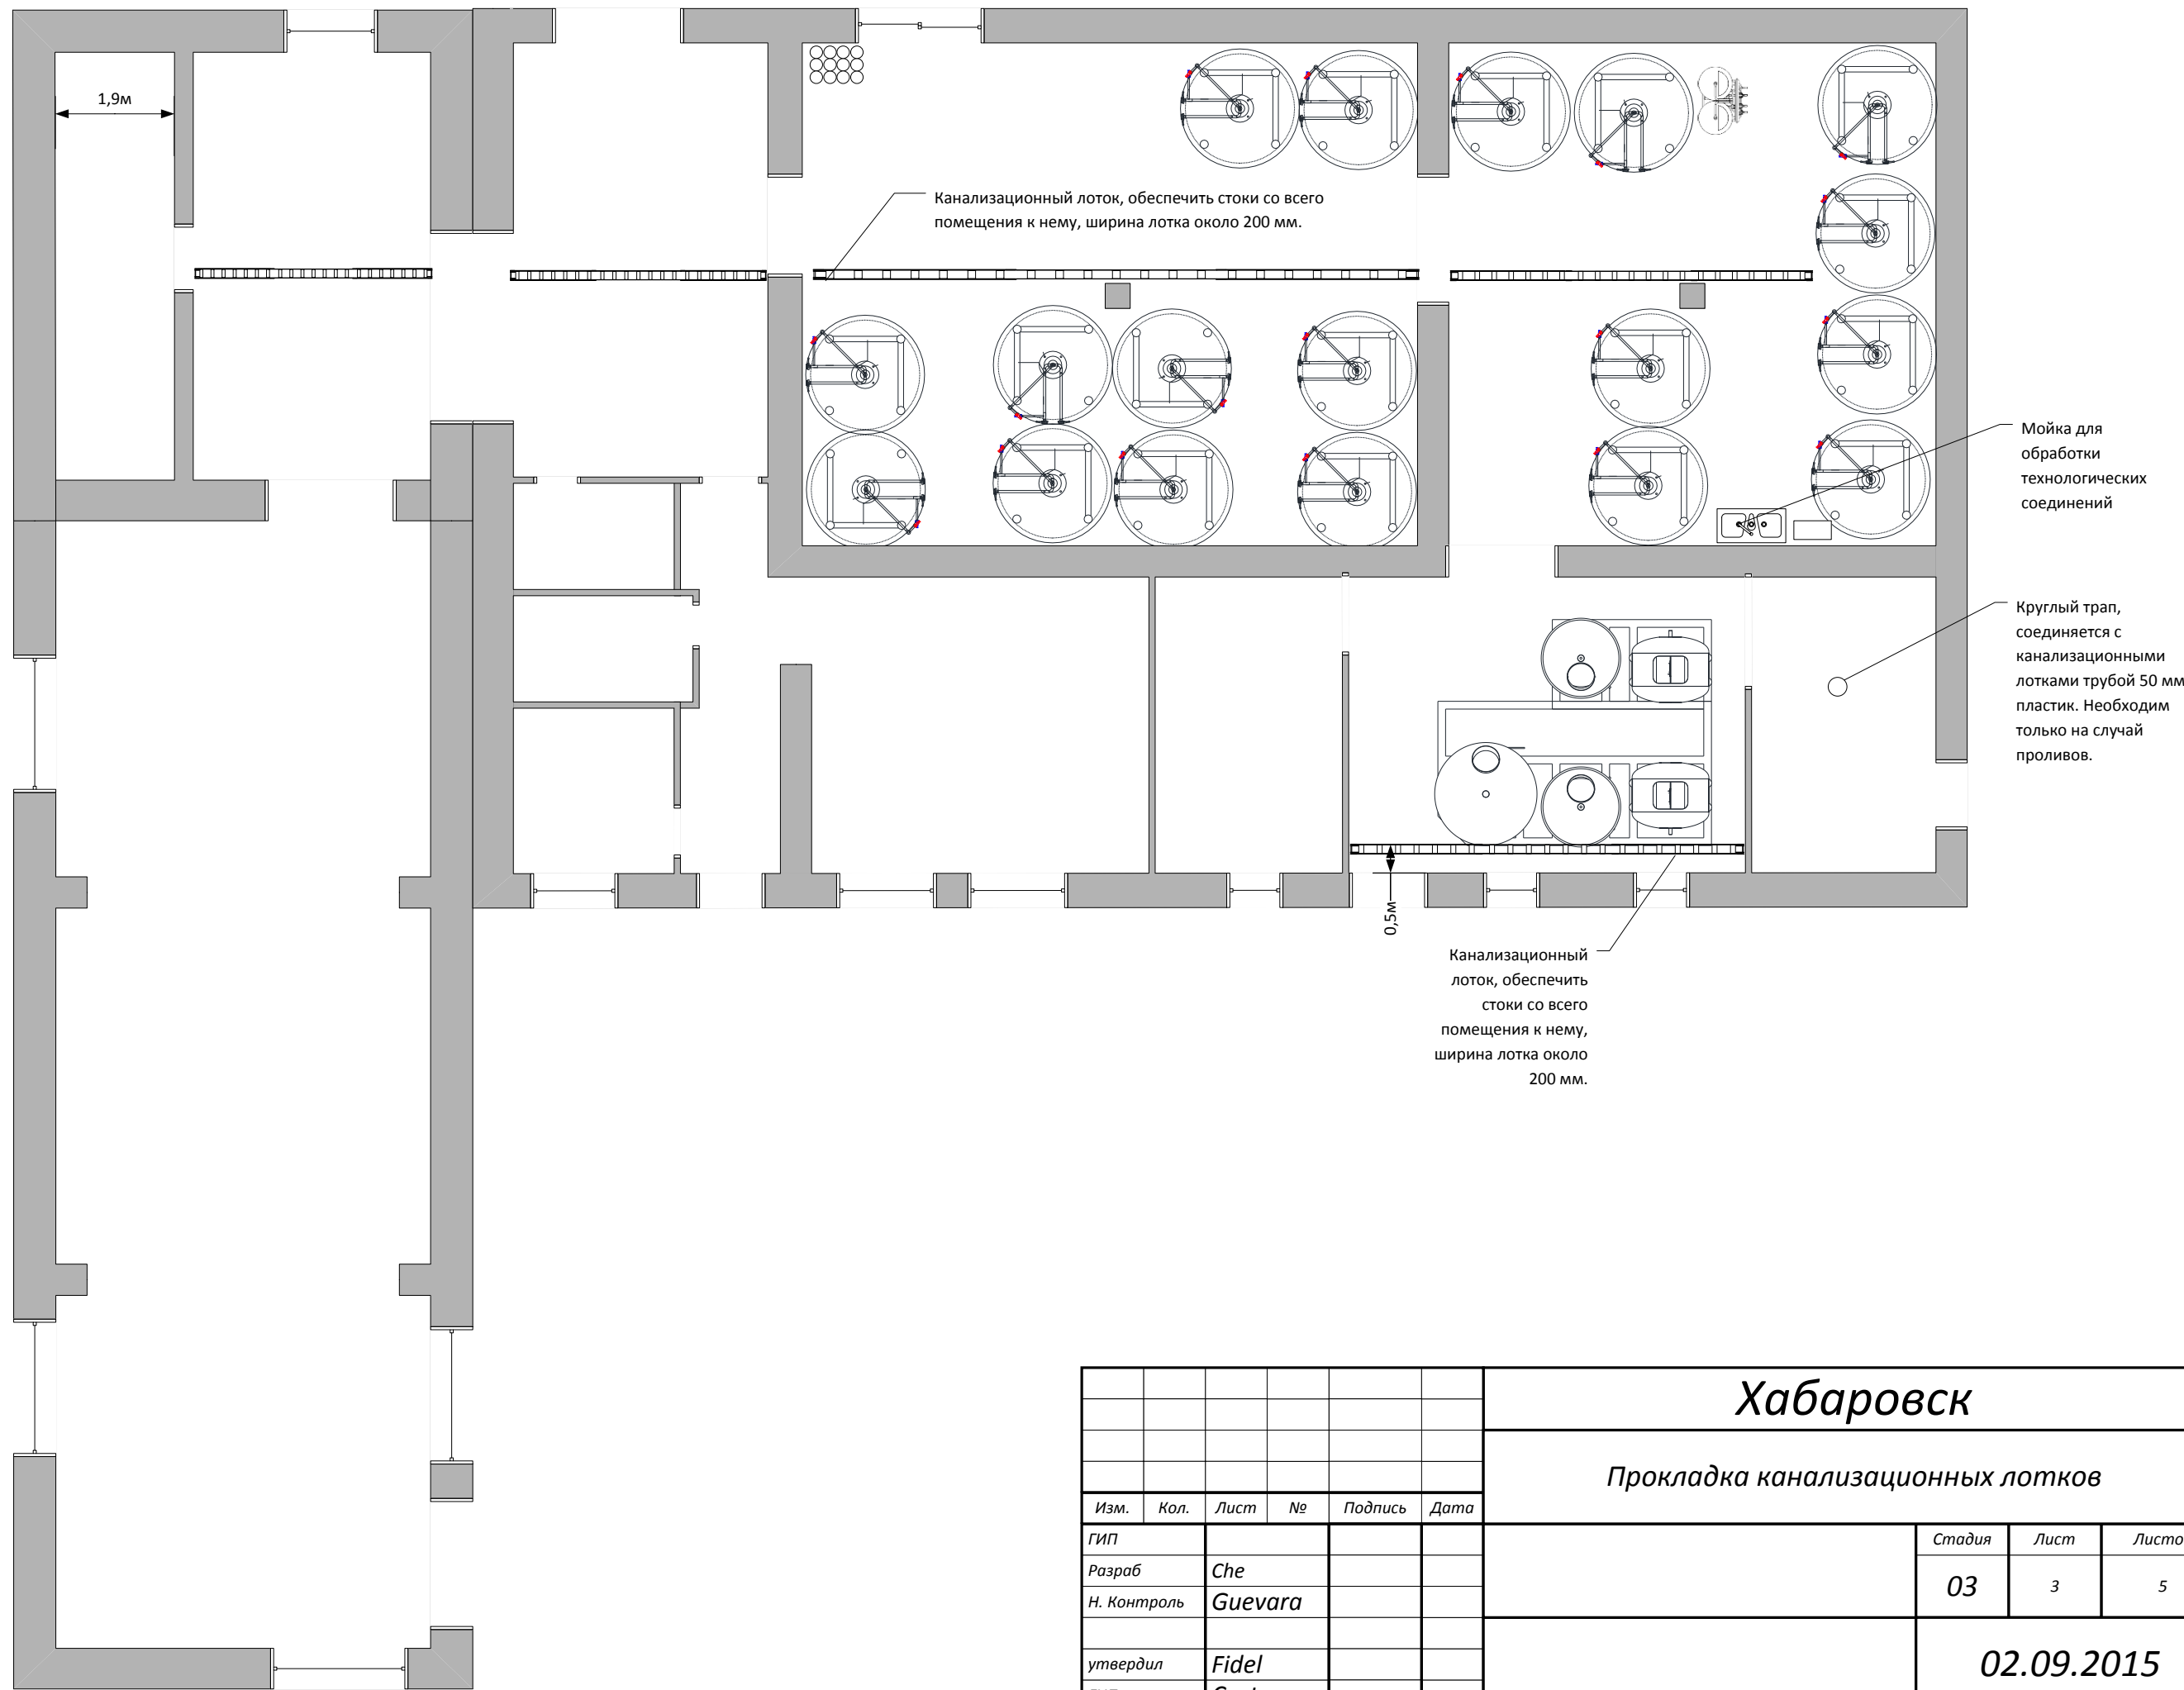 1,9м
Канализационный лоток, обеспечить стоки со всего
помещения к нему, ширина лотка около 200 мм.
Мойка для
обработки
технологических
соединений
Круглый трап,
соединяется с
канализационными
лотками трубой 50 мм
пластик. Необходим
только на случай
проливов.
0,5м
Канализационный
лоток, обеспечить
стоки со всего
помещения к нему,
ширина лотка около
200 мм.
Хабаровск
Прокладка канализационных лотков
Изм. Кол. Лист № Подпись Дата
ГИП
Стадия Лист Листо
Разраб Che
03 3 5
Н. Контроль Guevara
утвердил Fidel
02.09.2015